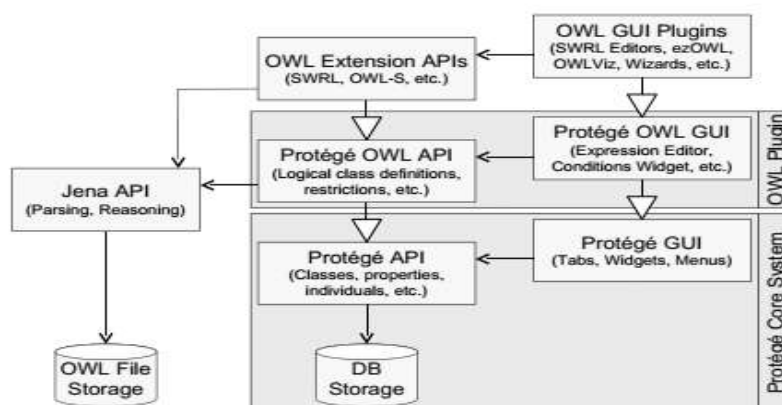 OWL GUI Plugins
(SWRL Editors, ezOWL,
OWLViz, Wizards, etc.)
OWL Extension APIs
(SWRL, OWL-S, etc.)
Protégé OWL API
(Logical class definitions,
restrictions, etc.)
Protégé OWL GUI
(Expression Editor,
Conditions Widget, etc.)
OWL Plugin
Jena API
(Parsing, Reasoning)
Protégé API
(Classes, properties,
individuals, etc.)
Protégé GUI
(Tabs, Widgets, Menus)
Protégé Core System
OWL File
Storage
DB
Storage